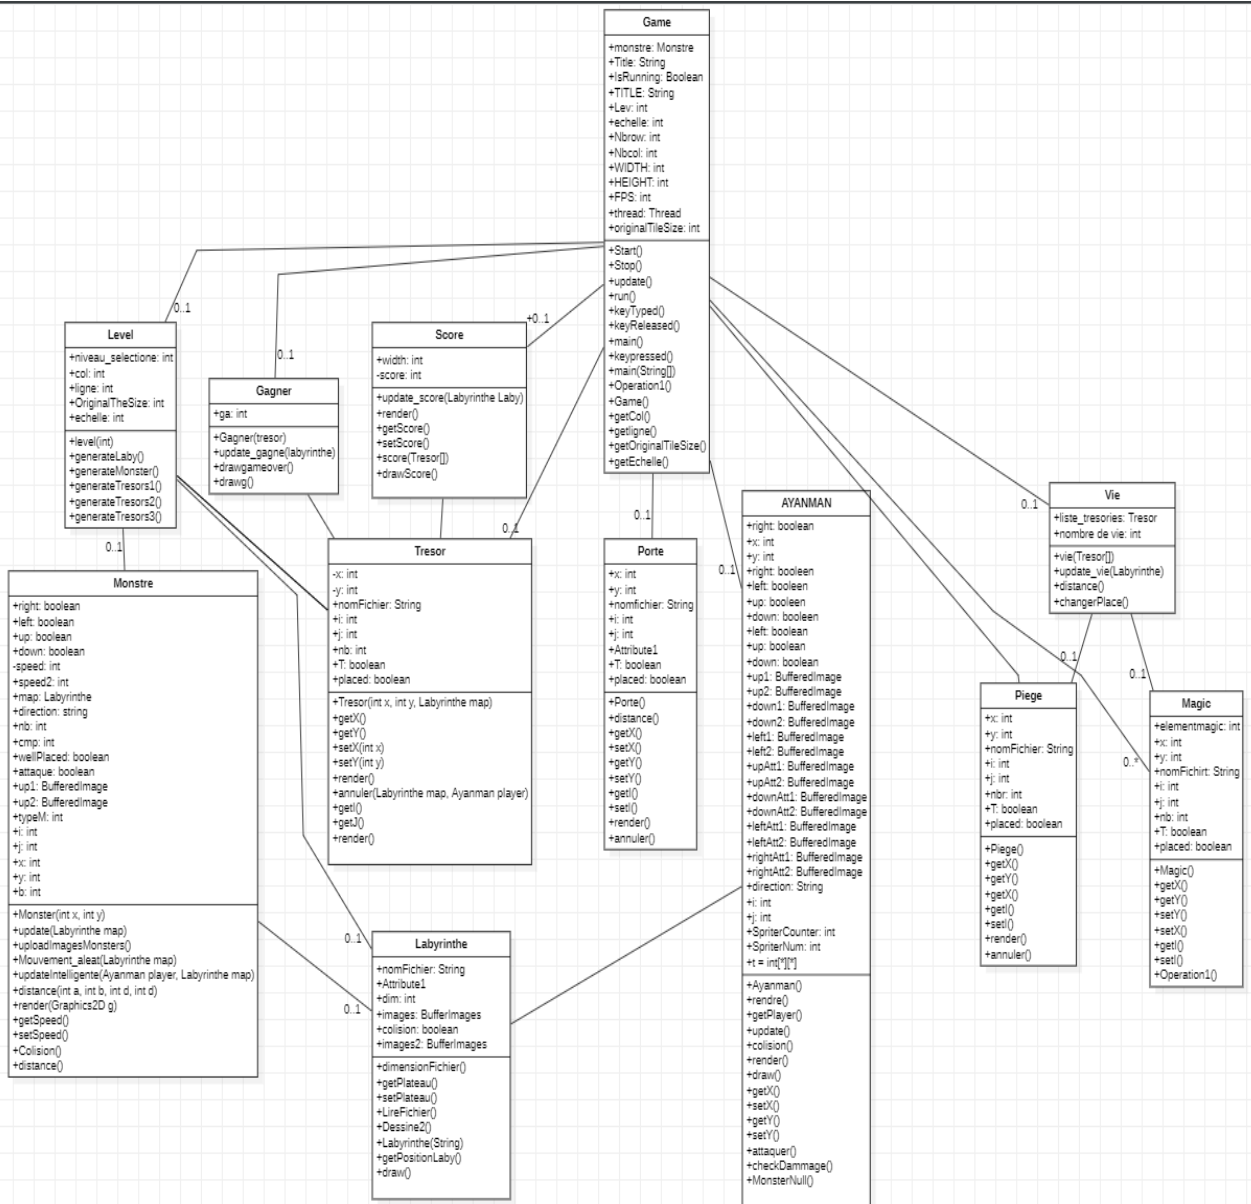 Game
+monstre: Monstre
+Title: String
+IsRunning: Boolean
+TITLE: String
+Lev: int
+echelle: int
+Nbrow: int
+Nbcol: int
+WIDTH: int
+HEIGHT: int
+FPS: int
+thread: Thread
+originalTileSize: int
+Start()
+Stop()
+update()
+run()
+keyTyped()
+keyReleased()
+main()
+keypressed()
+main(String[])
+Operation1()
+Game()
+getCol()
+getligne()
+getOriginalTileSize()
+getEchelle()
0..1
0..1
+0..1
0..1
0..1
0..1
0..1
Level
+niveau_selectione: int
+col: int
+ligne: int
+OriginalTheSize: int
+echelle: int
+level(int)
+generateLaby()
+generateMonster()
+generateTresors1()
+generateTresors2()
+generateTresors3()
0..1
Gagner
+ga: int
+Gagner(tresor)
+update_gagne(labyrinthe)
+drawgameover()
+drawg()
Score
+width: int
-score: int
+update_score(Labyrinthe Laby)
+render()
+getScore()
+setScore()
+score(Tresor[])
+drawScore()
Monstre
+right: boolean
+left: boolean
+up: boolean
+down: boolean
-speed: int
+speed2: int
+map: Labyrinthe
+direction: string
+nb: int
+cmp: int
+wellPlaced: boolean
+attaque: boolean
+up1: BufferedImage
+up2: BufferedImage
+typeM: int
+i: int
+j: int
+x: int
+y: int
+b: int
+Monster(int x, int y)
+update(Labyrinthe map)
+uploadImagesMonsters()
+Mouvement_aleat(Labyrinthe map)
+updateIntelligente(Ayanman player, Labyrinthe map)
+distance(int a, int b, int d, int d)
+render(Graphics2D g)
+getSpeed()
+setSpeed()
+Colision()
+distance()
Tresor
-x: int
-y: int
+nomFichier: String
+i: int
+j: int
+nb: int
+T: boolean
+placed: boolean
+Tresor(int x, int y, Labyrinthe map)
+getX()
+getY()
+setX(int x)
+setY(int y)
+render()
+annuler(Labyrinthe map, Ayanman player)
+getI()
+getJ()
+render()
Porte
+x: int
+y: int
+nomfichier: String
+i: int
+j: int
+Attribute1
+T: boolean
+placed: boolean
+Porte()
+distance()
+getX()
+setX()
+getY()
+setY()
+getI()
+setI()
+render()
+annuler()
AYANMAN
+right: boolean
+x: int
+y: int
+right: booleen
+left: booleen
+up: booleen
+down: booleen
+left: boolean
+up: boolean
+down: boolean
+up1: BufferedImage
+up2: BufferedImage
+down1: BufferedImage
+down2: BufferedImage
+left1: BufferedImage
+left2: BufferedImage
+upAtt1: BufferedImage
+upAtt2: BufferedImage
+downAtt1: BufferedImage
+downAtt2: BufferedImage
+leftAtt1: BufferedImage
+leftAtt2: BufferedImage
+rightAtt1: BufferedImage
+rightAtt2: BufferedImage
+direction: String
+i: int
+j: int
+SpriterCounter: int
+SpriterNum: int
+t = int[*][*]
+Ayanman()
+rendre()
+getPlayer()
+update()
+colision()
+render()
+draw()
+getX()
+setX()
+getY()
+setY()
+attaquer()
+checkDammage()
+MonsterNull()
Vie
+liste_tresories: Tresor
+nombre de vie: int
+vie(Tresor[])
+update_vie(Labyrinthe)
+distance()
+changerPlace()
0..1
0..1
0..*
Piege
+x: int
+y: int
+nomFichier: String
+i: int
+j: int
+nbr: int
+T: boolean
+placed: boolean
+Piege()
+getX()
+getY()
+getX()
+getI()
+setI()
+render()
+annuler()
Magic
+elementmagic: int
+x: int
+y: int
+nomFichirt: String
+i: int
+j: int
+nb: int
+T: boolean
+placed: boolean
+Magic()
+getX()
+getY()
+setY()
+setX()
+getI()
+setI()
+Operation1()
0..1
0..1
Labyrinthe
+nomFichier: String
+Attribute1
+dim: int
+images: BufferImages
+colision: boolean
+images2: BufferImages
+dimensionFichier()
+getPlateau()
+setPlateau()
+LireFichier()
+Dessine2()
+Labyrinthe(String)
+getPositionLaby()
+draw()